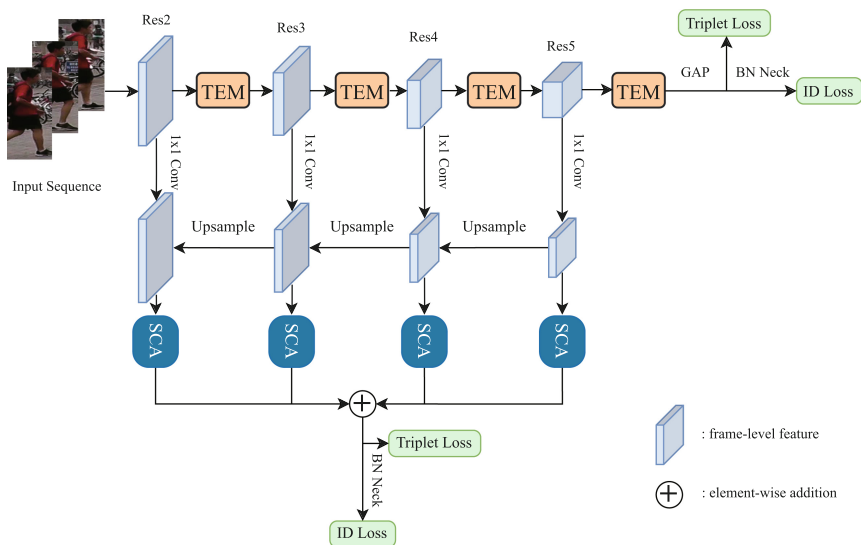 Res2
Res3
Res4
Res5
Triplet Loss
TEM
TEM
TEM
TEM
GAP
BN Neck
ID Loss
Input Sequence
1x1 Conv
1x1 Conv
1x1 Conv
1x1 Conv
Upsample
Upsample
Upsample
SCA
SCA
SCA
SCA
: frame-level feature
Triplet Loss
BN Neck
: element-wise addition
ID Loss